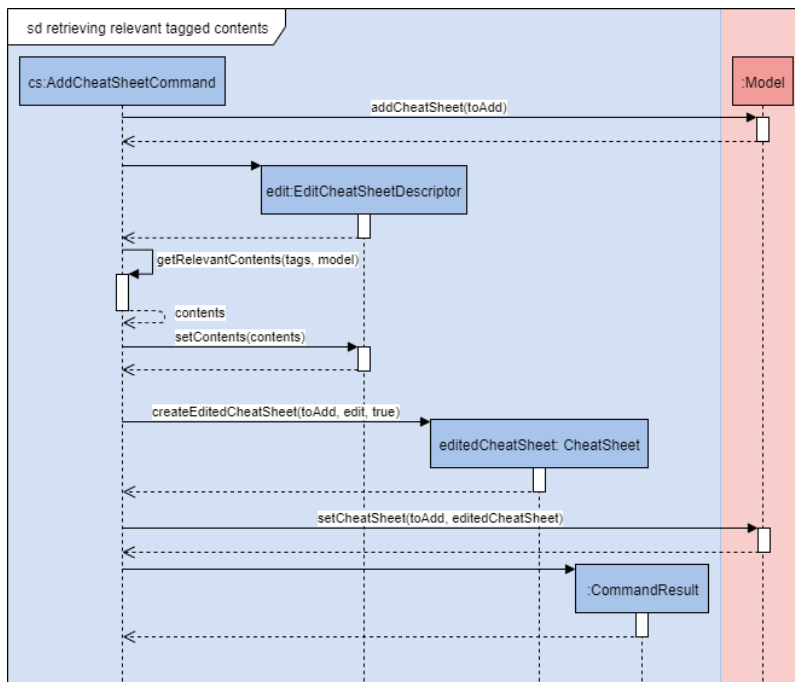 sd retrieving relevant tagged contents
cs:AddCheatSheetCommand
:Model
addCheatSheet(toAdd)
edit:EditCheatSheetDescriptor
getRelevantContents(tags, model)
contents
setContents(contents)
createEditedCheatSheet(toAdd, edit, true)
editedCheatSheet: CheatSheet
setCheatSheet(toAdd, editedCheatSheet)
:CommandResult